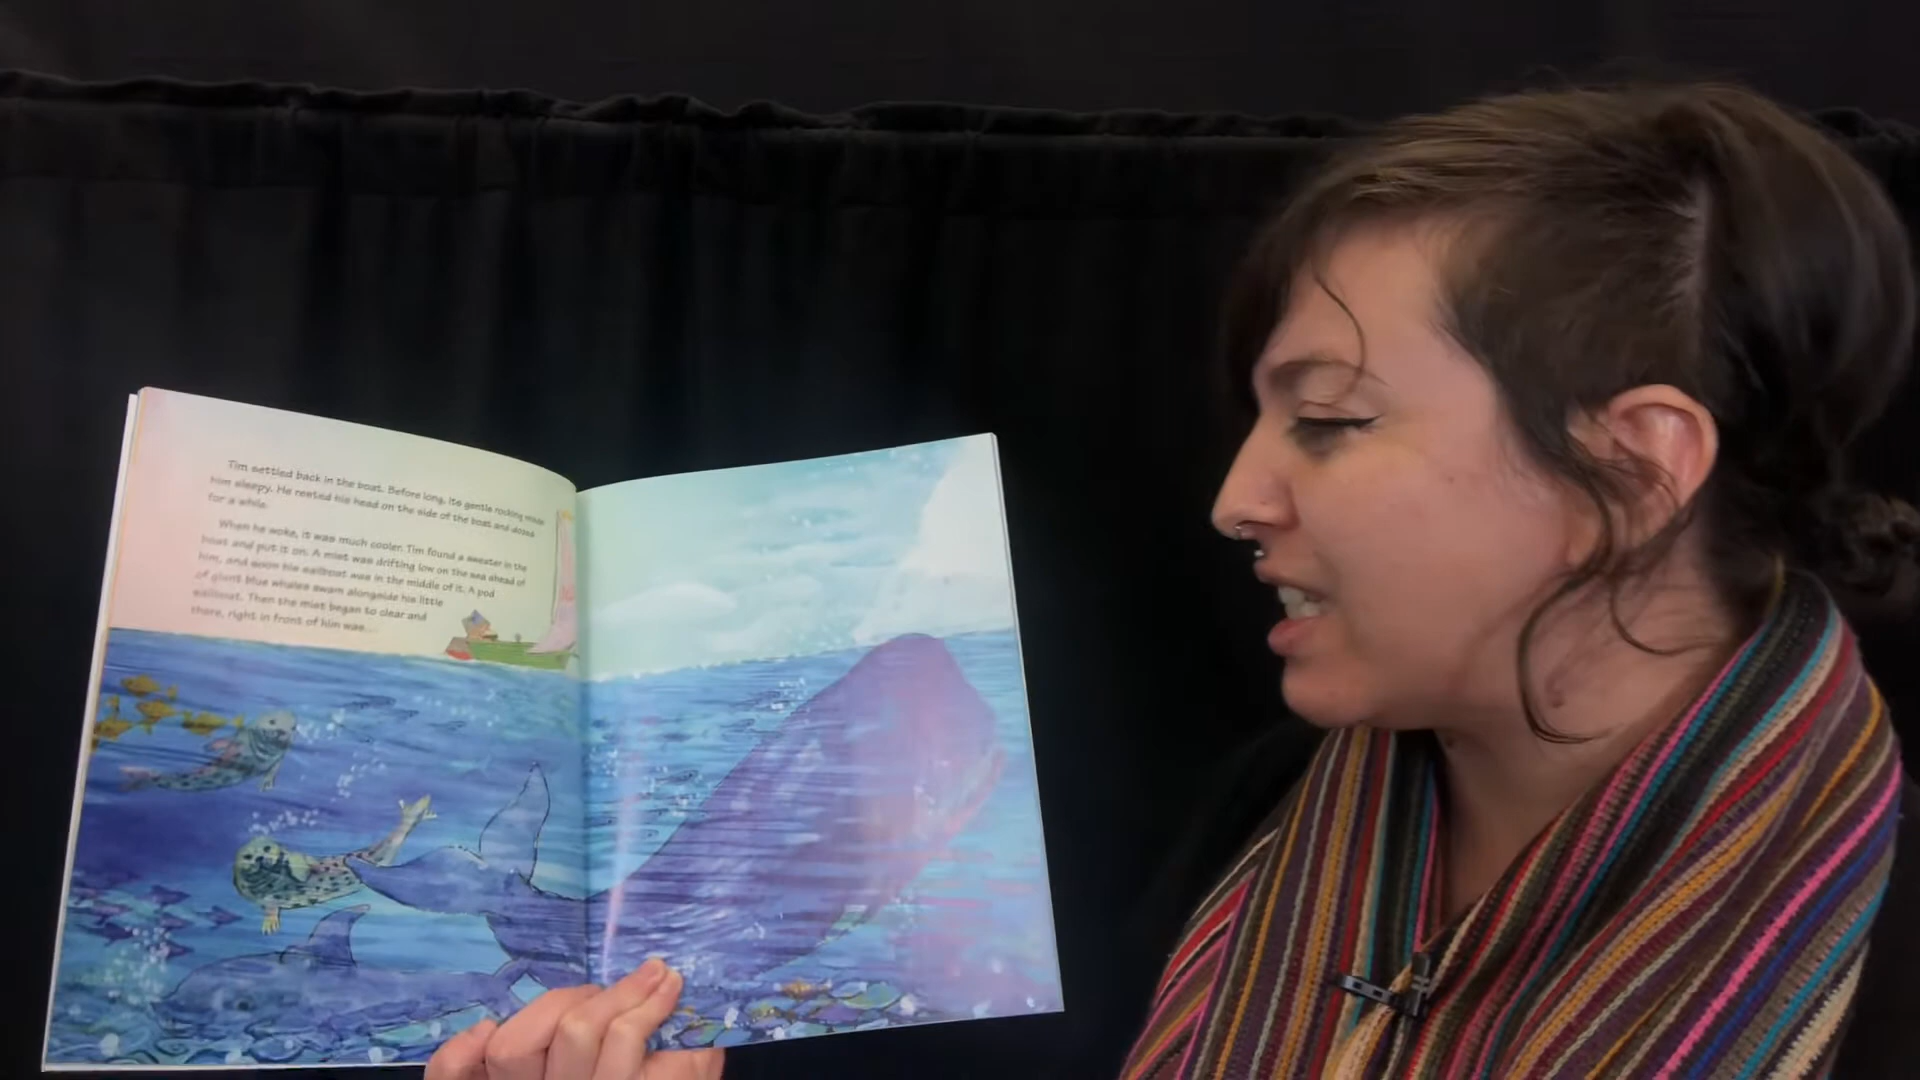 Tim settled back in the boat. Before long, its gentle rocking made
him sleepy. He rested his head on the side of the boat and dozed
for a while.
When he woke, it was much cooler. Tim found a sweater in the
boat and put it on. A mist was drifting low on the sea ahead of
him, and soon his sailboat was in the middle of it. A pod
of giant blue whales swam alongside his little
sailboat. Then the mist began to clear and
there, right in front of him was...